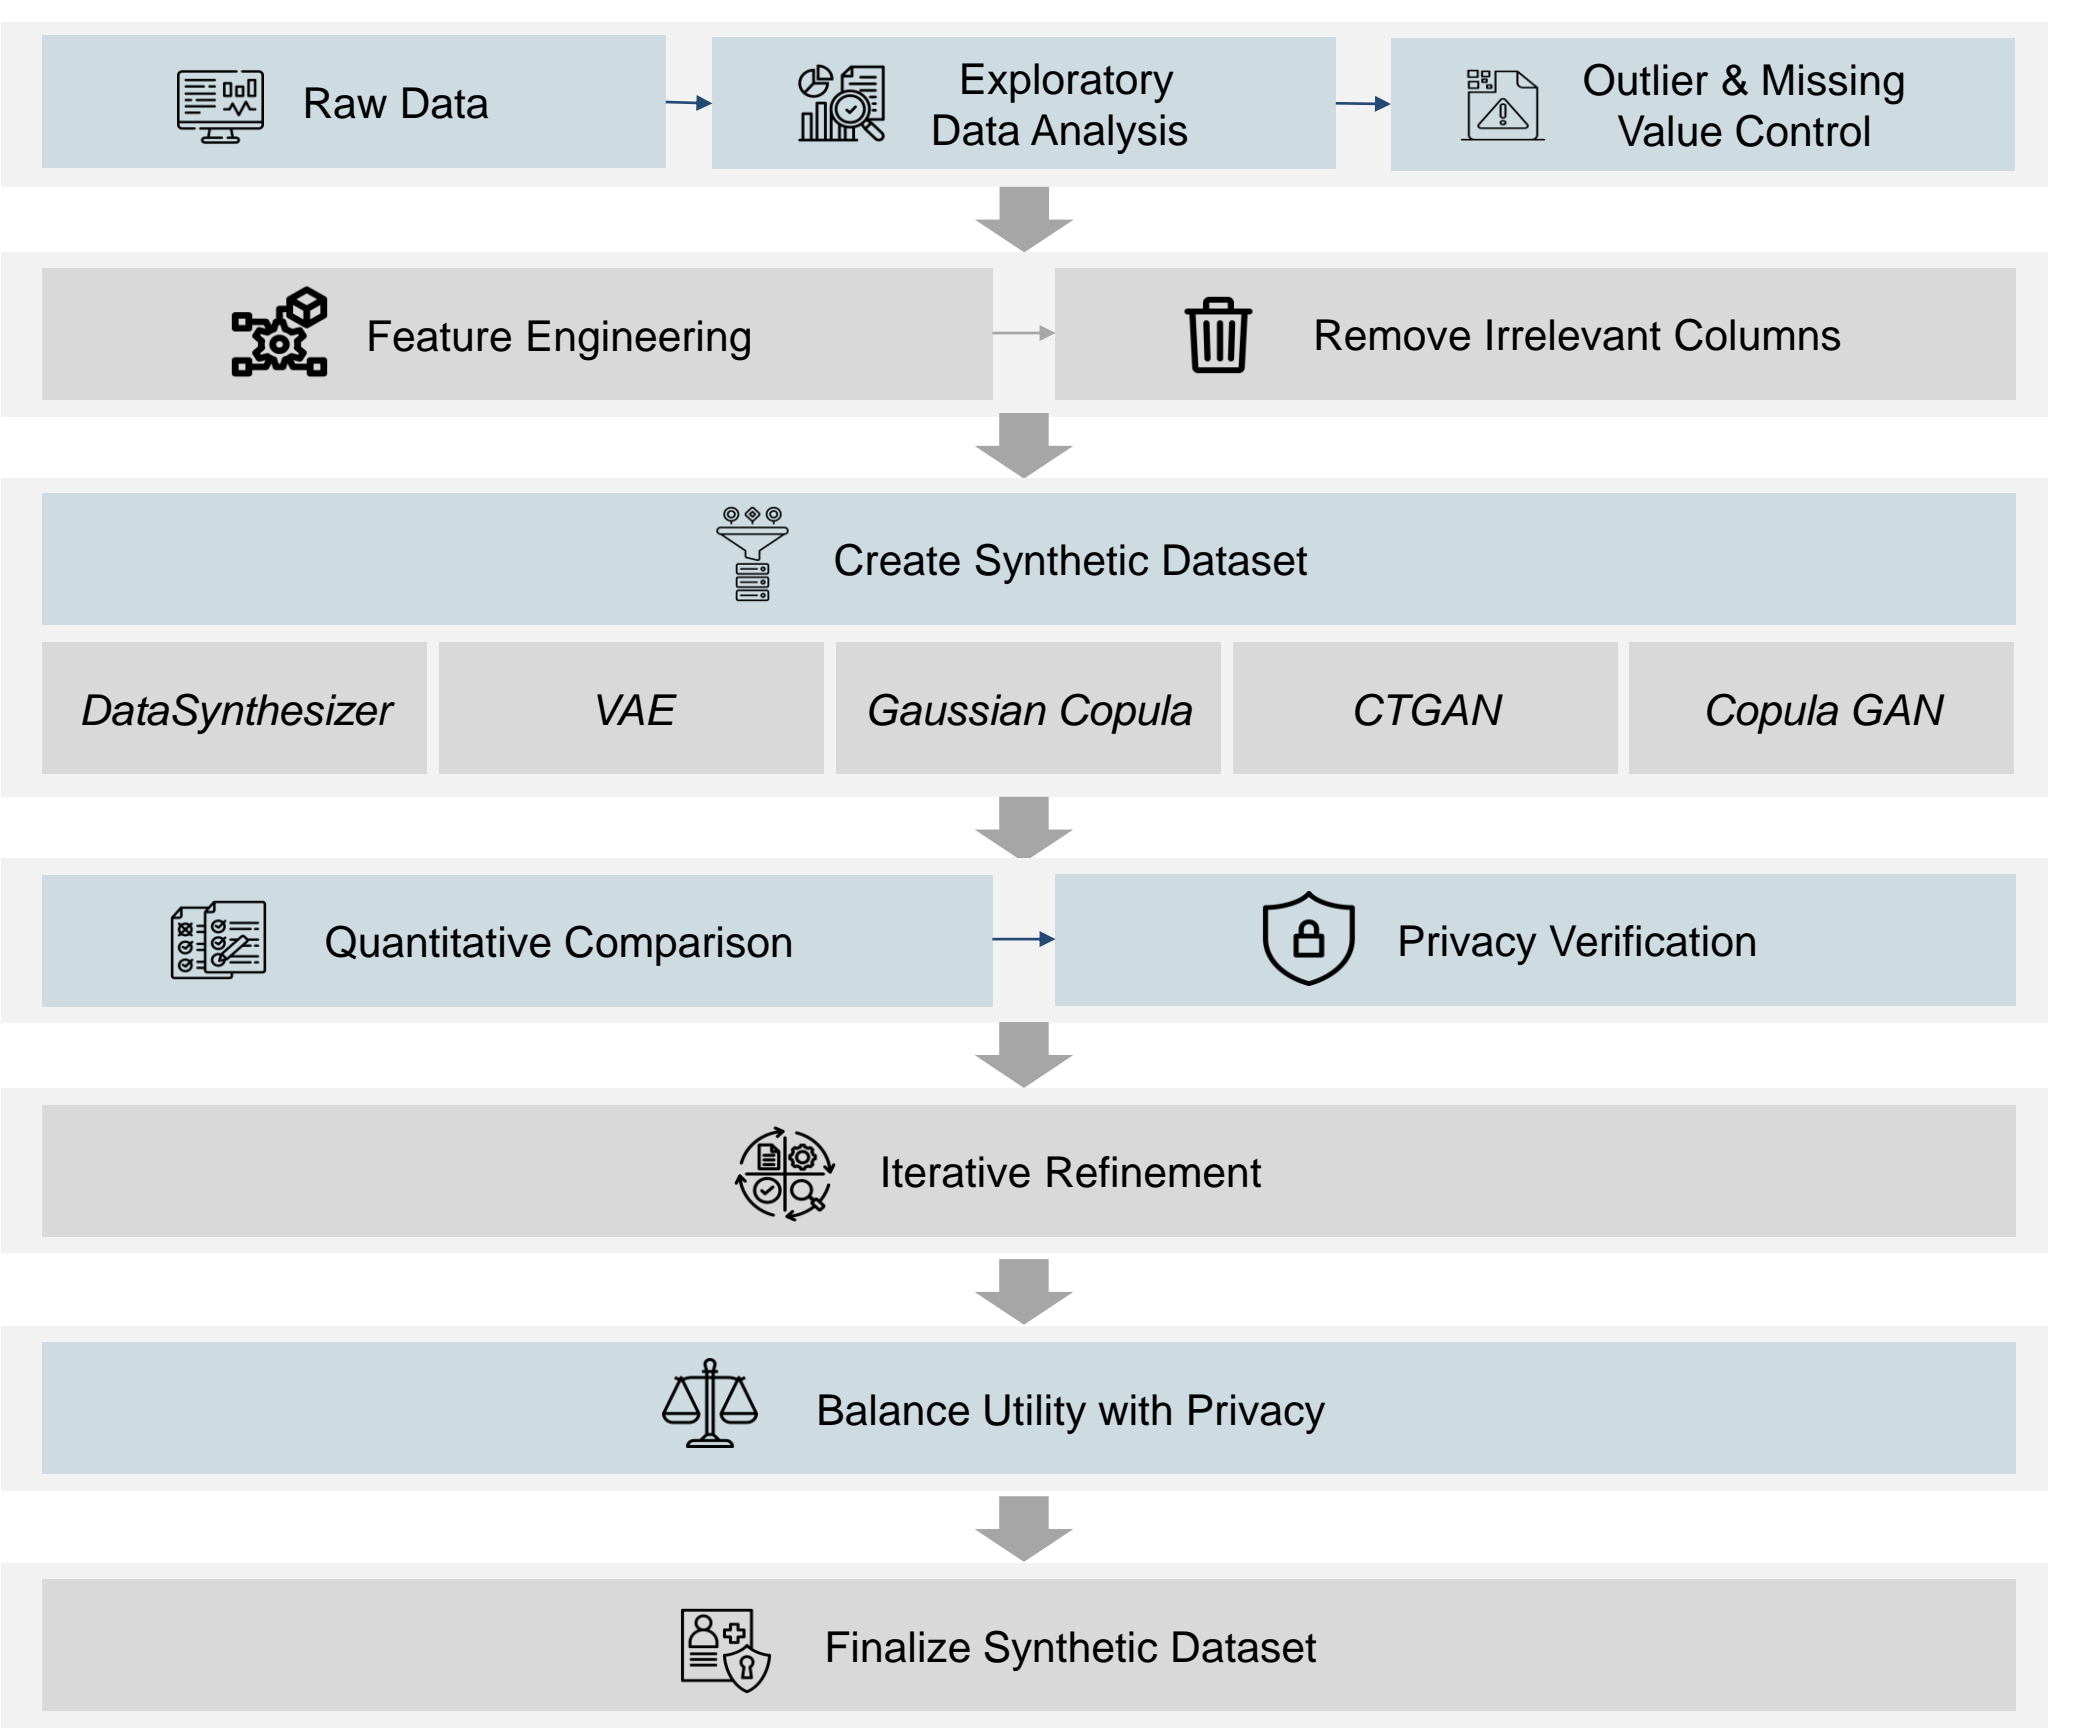 Raw Data
Exploratory
Data Analysis
Outlier & Missing
Value Control
Feature Engineering
Remove Irrelevant Columns
Create Synthetic Dataset
DataSynthesizer
VAE
Gaussian Copula
CTGAN
Copula GAN
Quantitative Comparison
Privacy Verification
Iterative Refinement
Balance Utility with Privacy
Finalize Synthetic Dataset